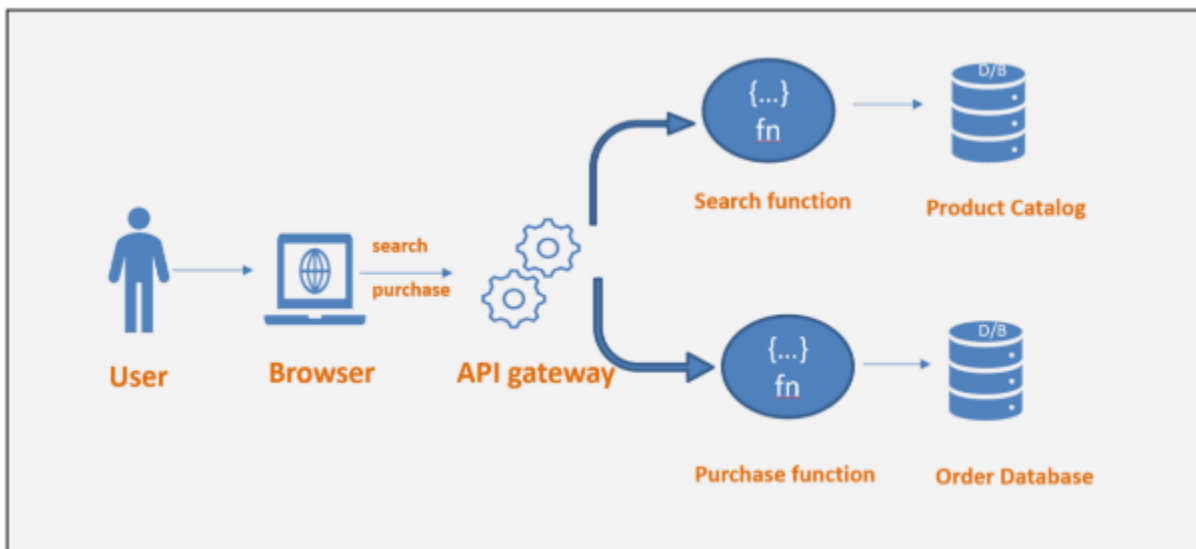 D/B
{...}
fn
Search function
Product Catalog
search
purchase
User
Browser
API gateway
D/B
{...}
fn
Purchase function
Order Database